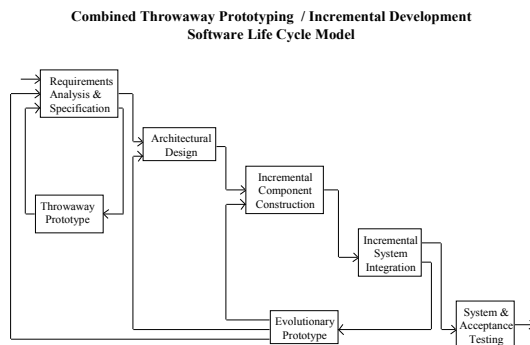 Combined Throwaway Prototyping / Incremental Development
Software Life Cycle Model
Requirements
Analysis &
Specification
Architectural
Design
Incremental
Component
Construction
Throwaway
Prototype
Incremental
System
Integration
System &
Acceptance
Testing
Evolutionary
Prototype